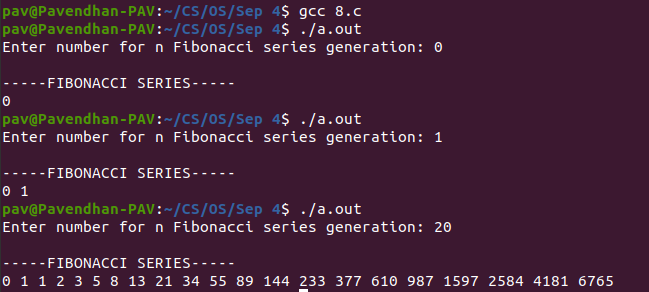 pav@Pavendhan-PAV:~/CS/OS/Sep 4$ gcc 8.c
pav@Pavendhan-PAV:~/CS/OS/Sep 4$ ./a.out
Enter number for n Fibonacci series generation: 0
-----FIBONACCI SERIES-----
0
pav@Pavendhan-PAV:~/CS/OS/Sep 4$ ./a.out
Enter number for n Fibonacci series generation: 1
-----FIBONACCI SERIES-----
0 1
pav@Pavendhan-PAV:~/CS/OS/Sep 4$ ./a.out
Enter number for n Fibonacci series generation: 20
-----FIBONACCI SERIES-----
0 1 1 2 3 5 8 13 21 34 55 89 144 233 377 610 987 1597 2584 4181 6765